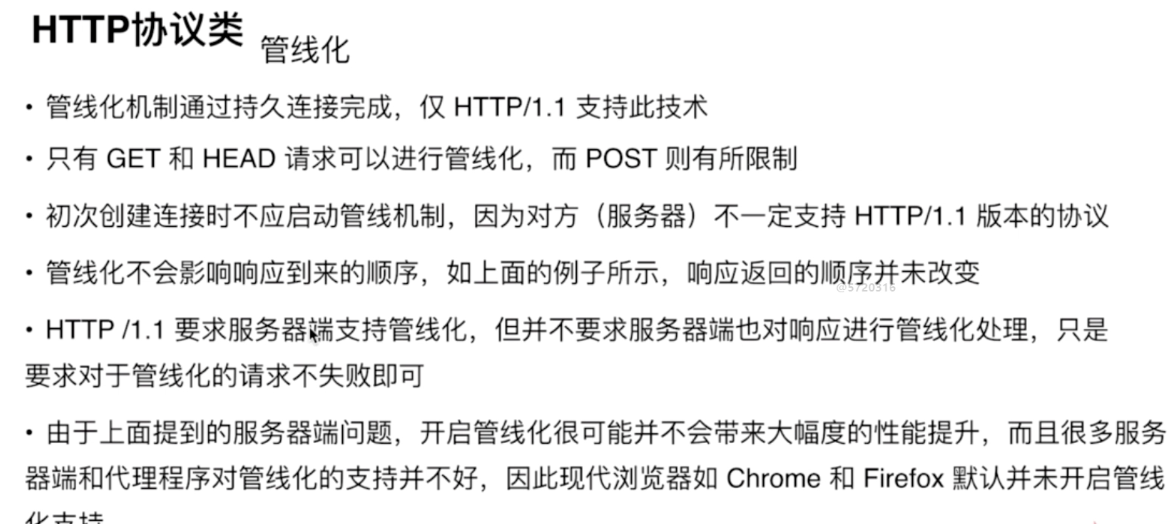 HTTP协议类 管线化
• 管线化机制通过持久连接完成，仅 HTTP/1.1 支持此技术
• 只有 GET 和 HEAD 请求可以进行管线化，而 POST 则有所限制
• 初次创建连接时不应启动管线机制，因为对方（服务器）不一定支持 HTTP/1.1 版本的协议
• 管线化不会影响响应到来的顺序，如上面的例子所示，响应返回的顺序并未改变
@5720316
• HTTP /1.1 要求服务器端支持管线化，但并不要求服务器端也对响应进行管线化处理，只是
要求对于管线化的请求不失败即可
• 由于上面提到的服务器端问题，开启管线化很可能并不会带来大幅度的性能提升，而且很多服务
器端和代理程序对管线化的支持并不好，因此现代浏览器如 Chrome 和 Firefox 默认并未开启管线
化支持